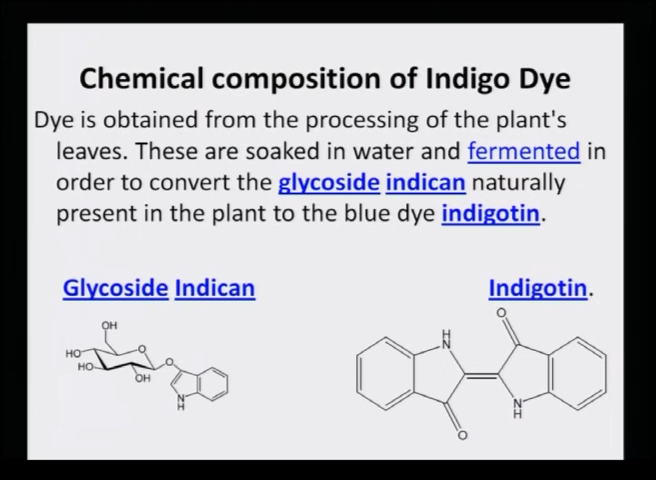 Chemical composition of Indigo Dye
Dye is obtained from the processing of the plant's
leaves. These are soaked in water and fermented in
order to convert the glycoside indican naturally
present in the plant to the blue dye indigotin.
Glycoside Indican
Indigotin.
OH
HO
HO
O
O
OH
N
H
H
N
O
O
N
H